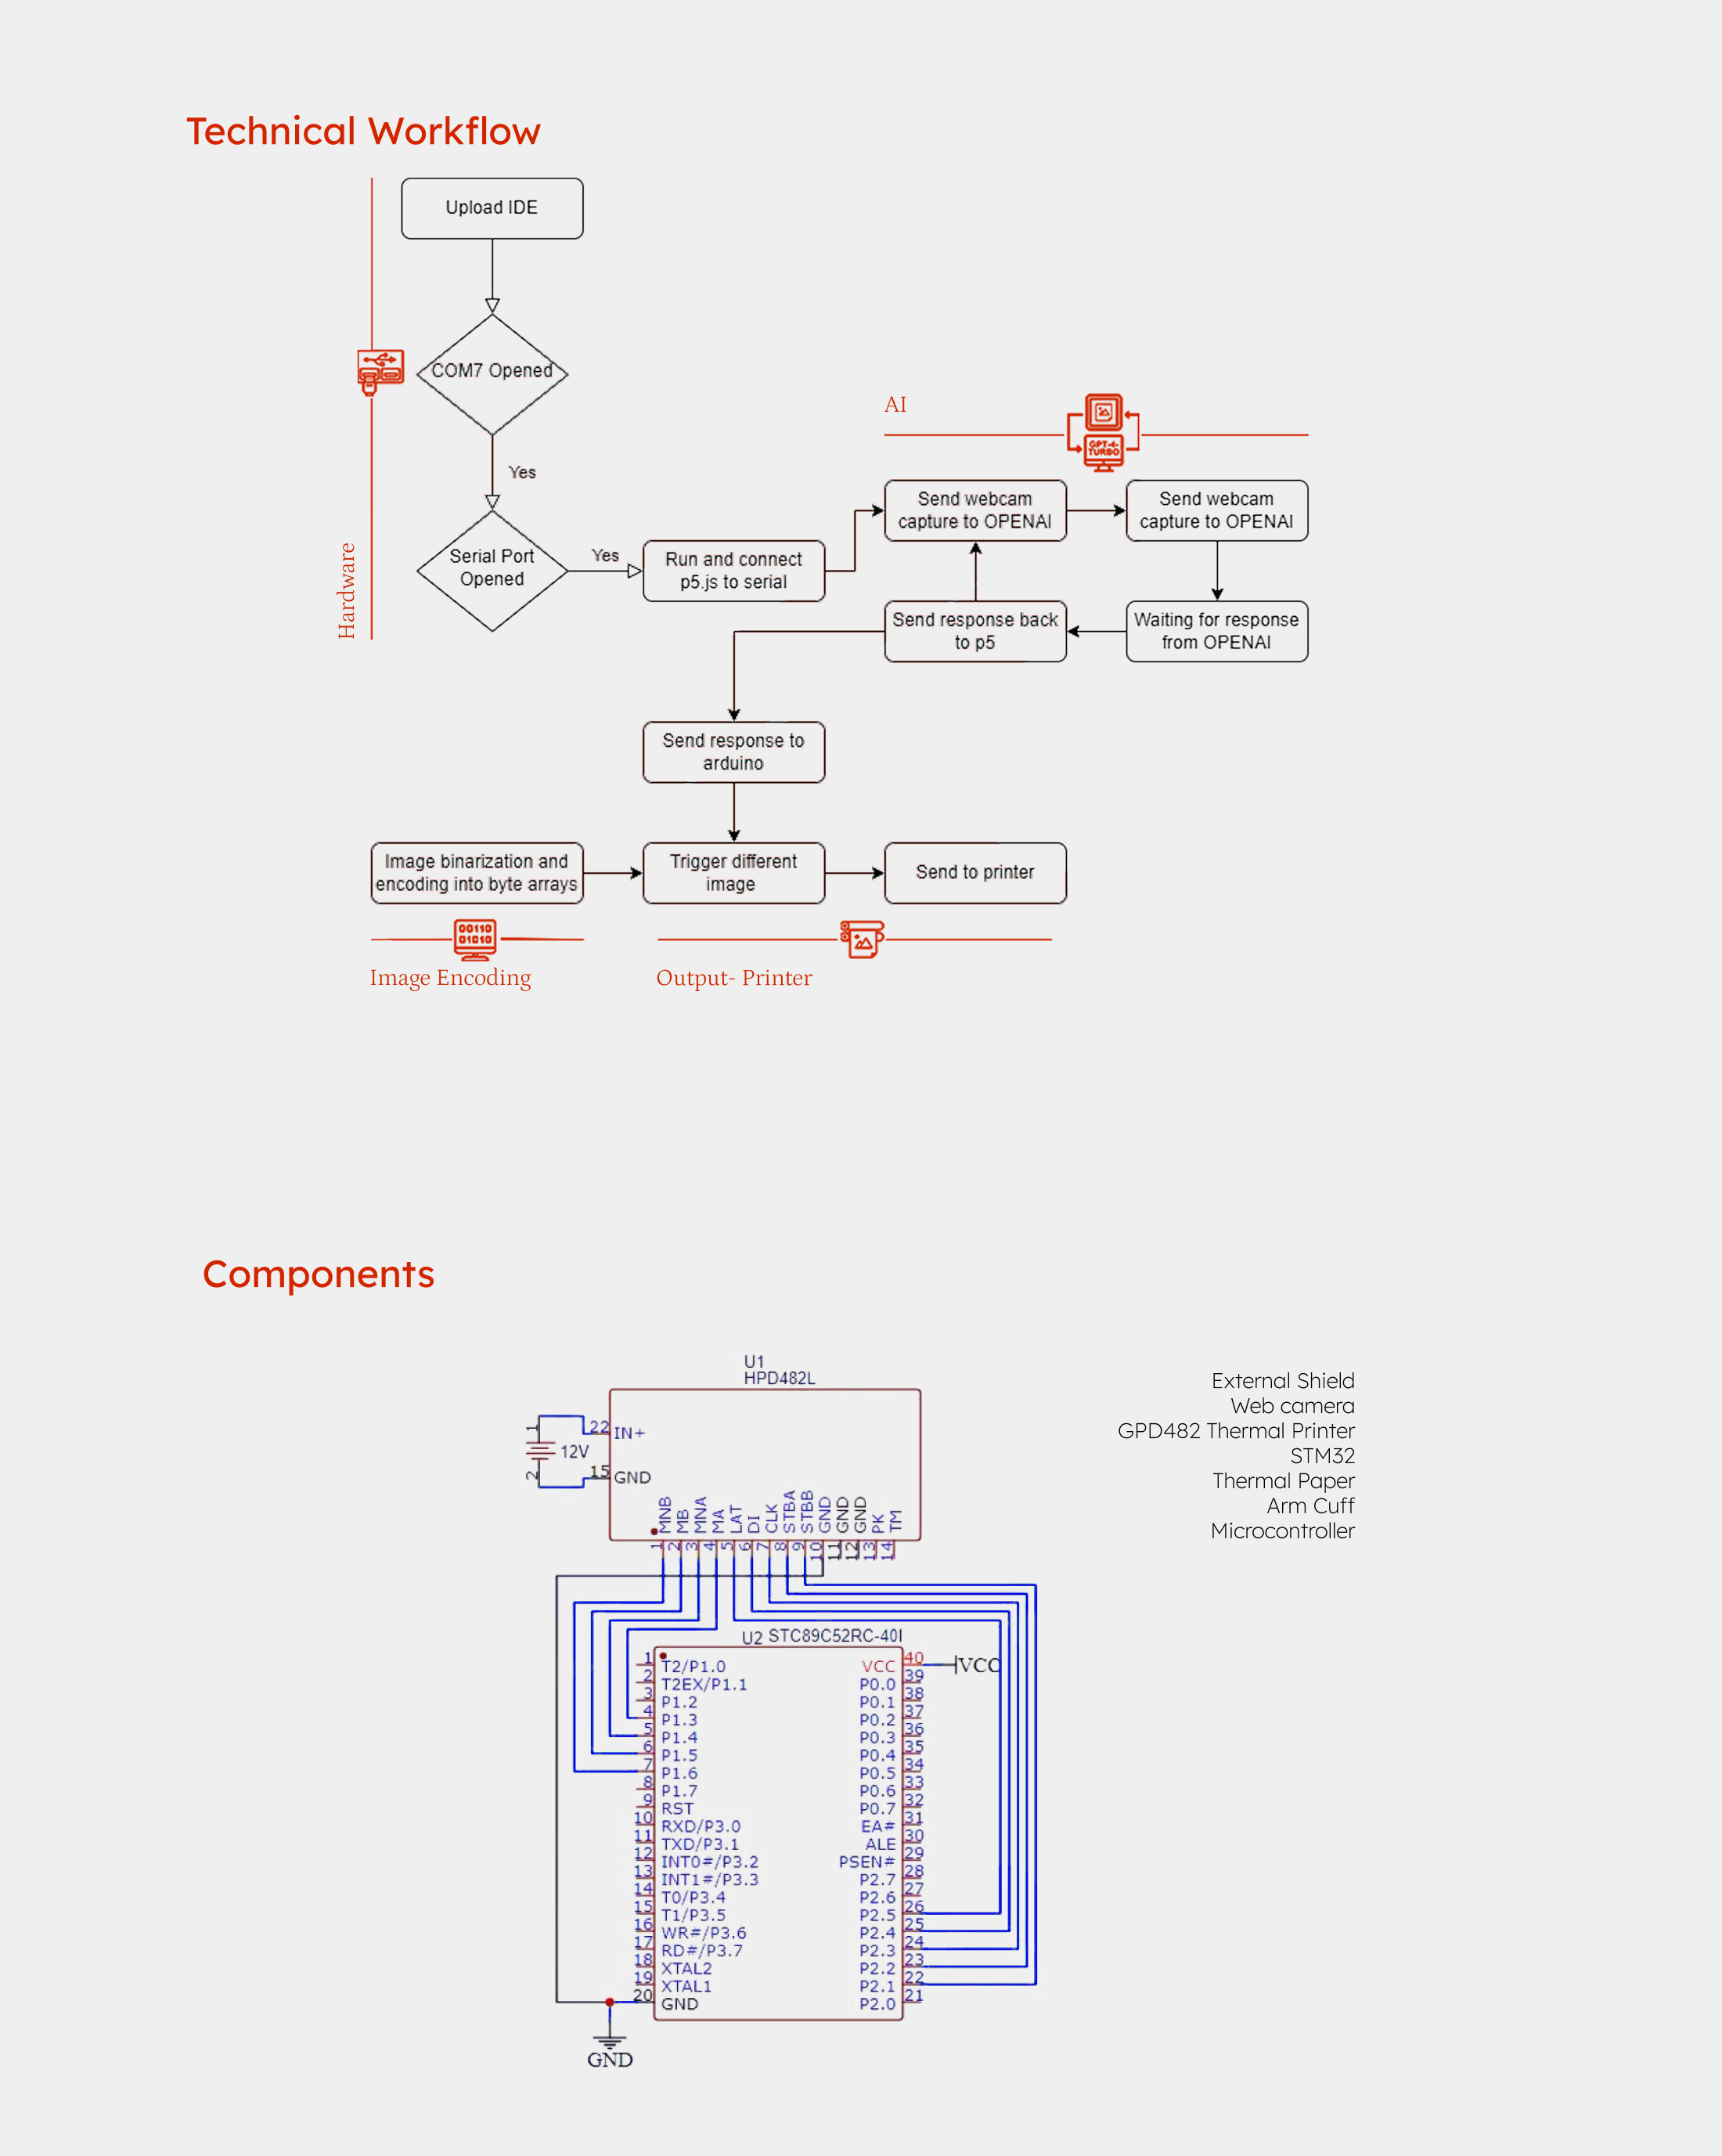 Technical Workflow
Upload IDE
COM7 Opened
Yes
Serial Port
Opened
Yes
Hardware
Run and connect
p5.js to serial
AI
GPT-4-
TURBO
Send webcam
capture to OPENAI
Send webcam
capture to OPENAI
Send response back
to p5
Waiting for response
from OPENAI
Send response to
arduino
Image binarization and
encoding into byte arrays
Trigger different
image
Send to printer
00110
01010
Image Encoding
Output- Printer
Components
External Shield
Web camera
GPD482 Thermal Printer
STM32
Thermal Paper
Arm Cuff
Microcontroller
U1
HPD482L
1
12V
2
22 IN+
15 GND
MNB
MB
MNA
MA
LAT
DI
CLK
STBA
STBB
GND
GND
GND
PK
TM
1
2
3
4
5
6
7
8
9
10
11
12
13
14
U2 STC89C52RC-40I
1 T2/P1.0
2 T2EX/P1.1
3 P1.2
4 P1.3
5 P1.4
6 P1.5
7 P1.6
8 P1.7
9 RST
10 RXD/P3.0
11 TXD/P3.1
12 INT0#/P3.2
13 INT1#/P3.3
14 T0/P3.4
15 T1/P3.5
16 WR#/P3.6
17 RD#/P3.7
18 XTAL2
19 XTAL1
20 GND
VCC 40 VCC
P0.0 39
P0.1 38
P0.2 37
P0.3 36
P0.4 35
P0.5 34
P0.6 33
P0.7 32
EA# 31
ALE 30
PSEN# 29
P2.7 28
P2.6 27
P2.5 26
P2.4 25
P2.3 24
P2.2 23
P2.1 22
P2.0 21
GND